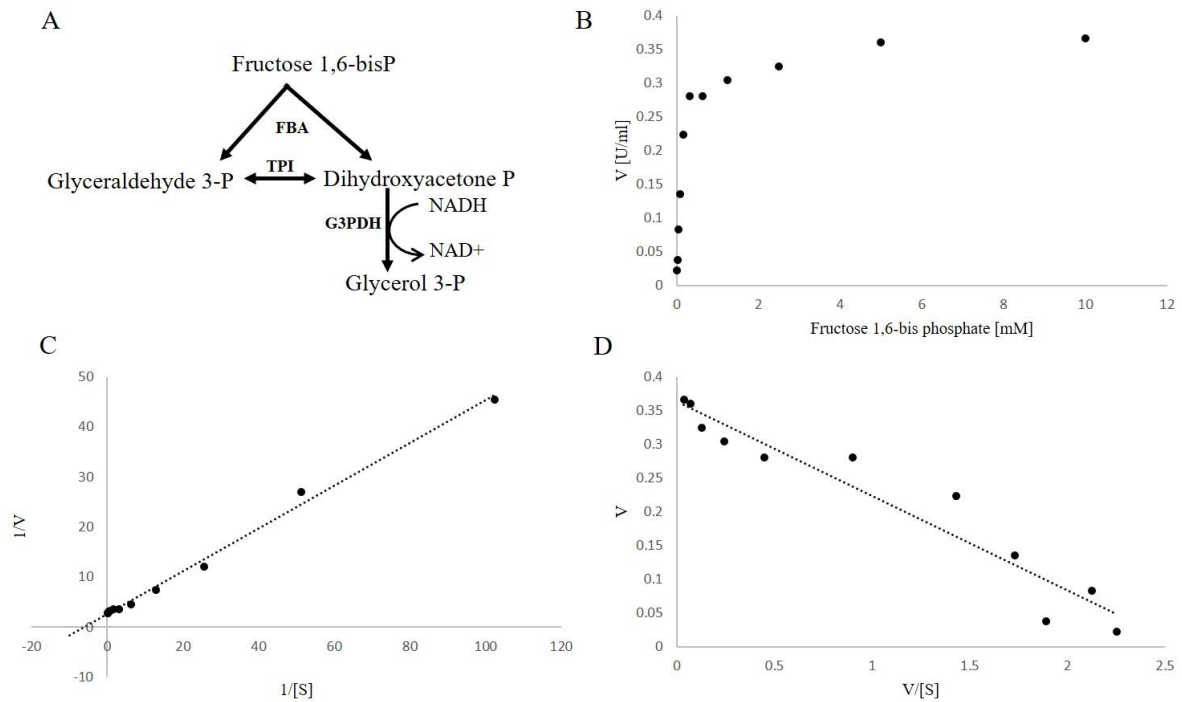 A
Fructose 1,6-bisP
FBA
TPI
Glyceraldehyde 3-P
Dihydroxyacetone P
G3PDH
NADH
NAD+
Glycerol 3-P
B
0.4
0.35
0.3
0.25
0.2
0.15
0.1
0.05
0
V [U/ml]
0 2 4 6 8 10 12
Fructose 1,6-bis phosphate [mM]
C
50
40
30
20
10
0
-10
1/V
-20 0 20 40 60 80 100 120
1/[S]
D
0.4
0.35
0.3
0.25
0.2
0.15
0.1
0.05
0
V
0 0.5 1 1.5 2 2.5
V/[S]